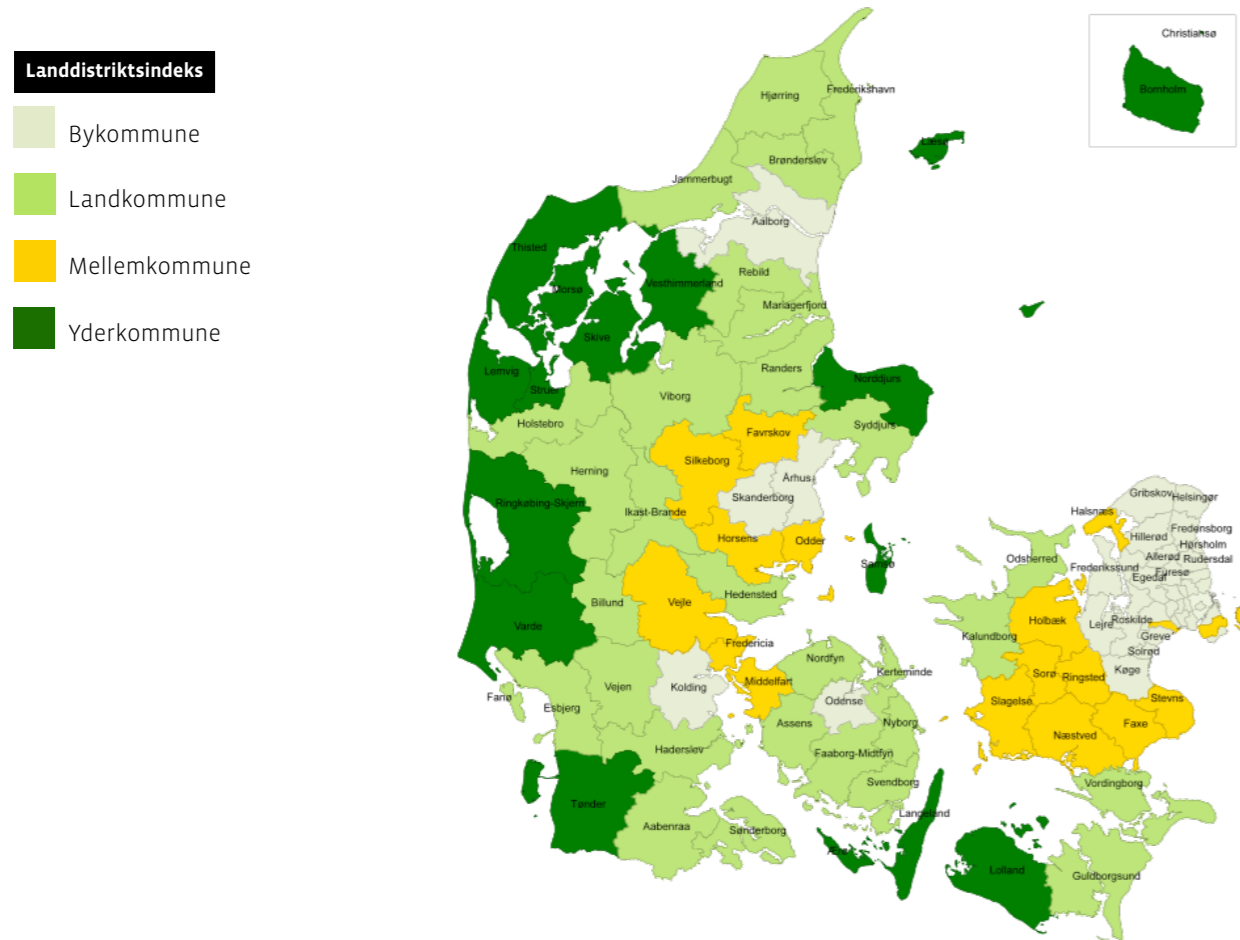 Landdistriktsindeks
Bykommune
Landkommune
Mellemkommune
Yderkommune
Christiansø
Bornholm
Hjørring
Frederikshavn
Læsø
Brønderslev
Jammerbugt
Aalborg
Thisted
Rebild
Vesthimmerland
Morsø
Mariagerfjord
Skive
Randers
Lemvig
Norddjurs
Struer
Viborg
Holstebro
Syddjurs
Favrskov
Silkeborg
Herning
Århus
Skanderborg
Ringkøbing-Skjern
Ikast-Brande
Horsens
Odder
Samsø
Gribskov
Helsingør
Halsnæs
Fredensborg
Hillerød
Hørsholm
Allerød
Rudersdal
Odsherred
Frederikssund
Furesø
Egedal
Billund
Vejle
Hedensted
Varde
Holbæk
Lejre
Roskilde
Kalundborg
Greve
Solrød
Fredericia
Nordfyn
Køge
Kerteminde
Sorø
Ringsted
Vejen
Kolding
Middelfart
Fanø
Odense
Slagelse
Stevns
Esbjerg
Assens
Nyborg
Faxe
Næstved
Haderslev
Faaborg-Midtfyn
Svendborg
Vordingborg
Tønder
Langeland
Aabenraa
Sønderborg
Ærø
Lolland
Guldborgsund